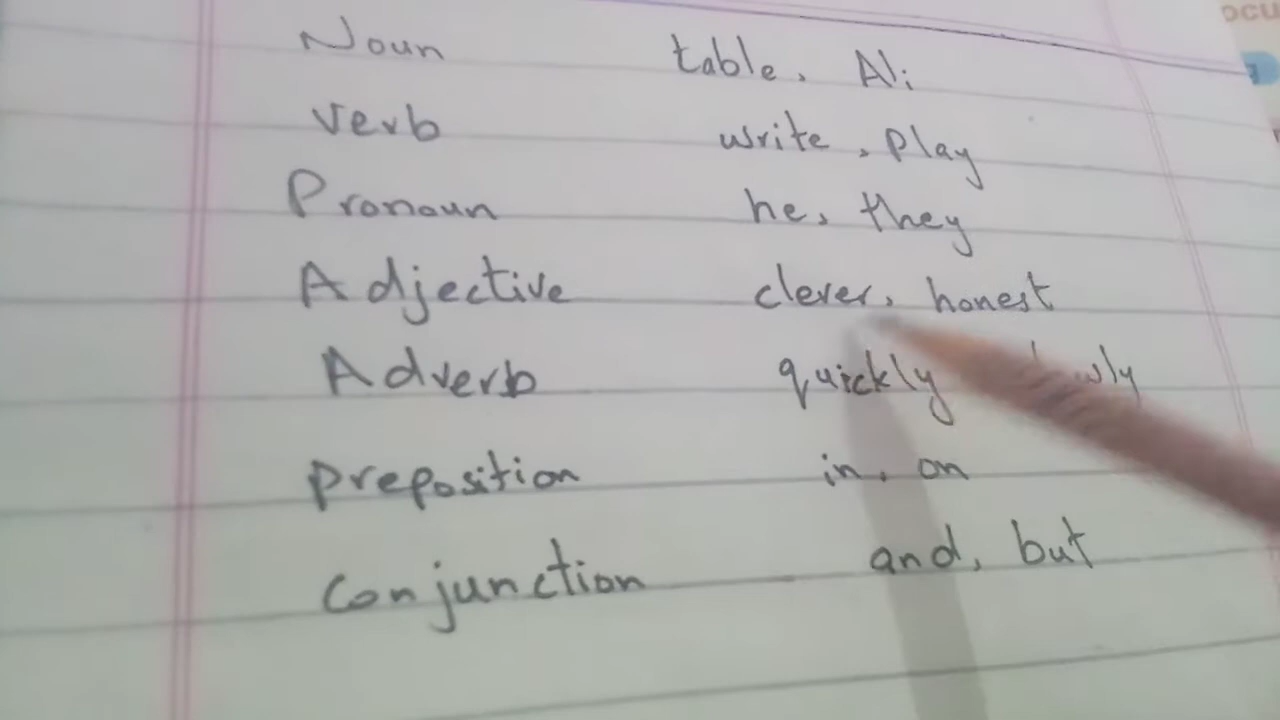 Noun table, Ali
Verb write, play
Pronoun he, they
Adjective clever, honest
Adverb quickly
preposition in, on
Conjunction and, but